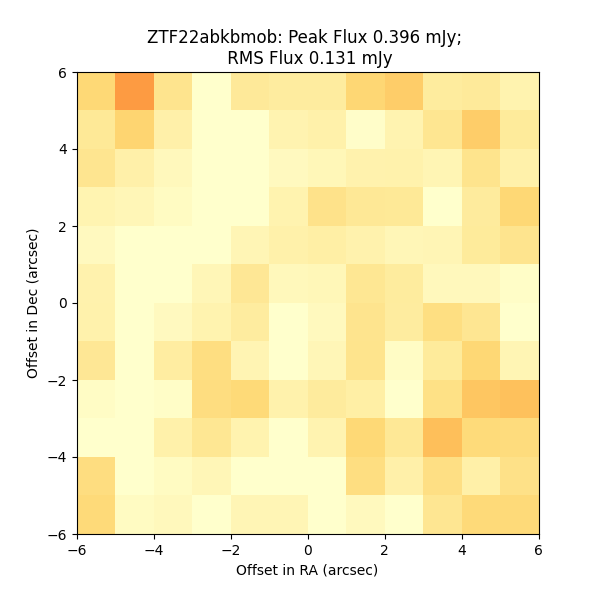 ZTF22abkbmob: Peak Flux 0.396 mJy;
RMS Flux 0.131 mJy
6
4
2
0
−2
−4
−6
Offset in Dec (arcsec)
−6 −4 −2 0 2 4 6
Offset in RA (arcsec)